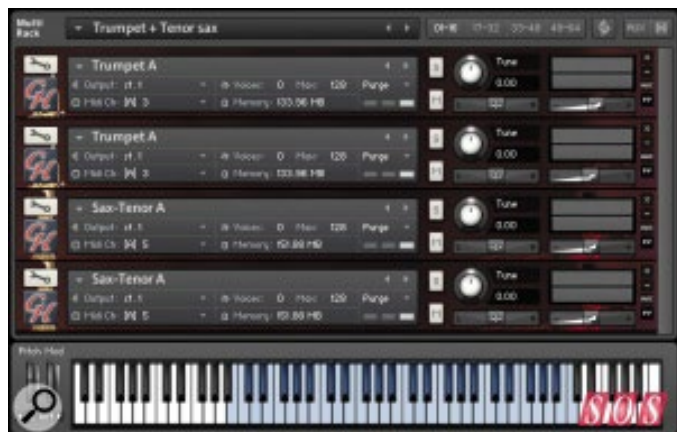 Multi Rack
Trumpet + Tenor sax
01-16 17-32 33-48 49-64 AUX
Trumpet A
Output: st.1 Voices: 0 Max: 128 Purge
Midi Ch: [A] 3 Memory: 133.96 MB
Tune
0.00
S
M
Trumpet A
Output: st.1 Voices: 0 Max: 128 Purge
Midi Ch: [A] 3 Memory: 133.96 MB
Tune
0.00
S
M
Sax-Tenor A
Output: st.1 Voices: 0 Max: 128 Purge
Midi Ch: [A] 5 Memory: 151.88 MB
Tune
0.00
S
M
Sax-Tenor A
Output: st.1 Voices: 0 Max: 128 Purge
Midi Ch: [A] 5 Memory: 151.88 MB
Tune
0.00
S
M
Pitch Mod
SOS